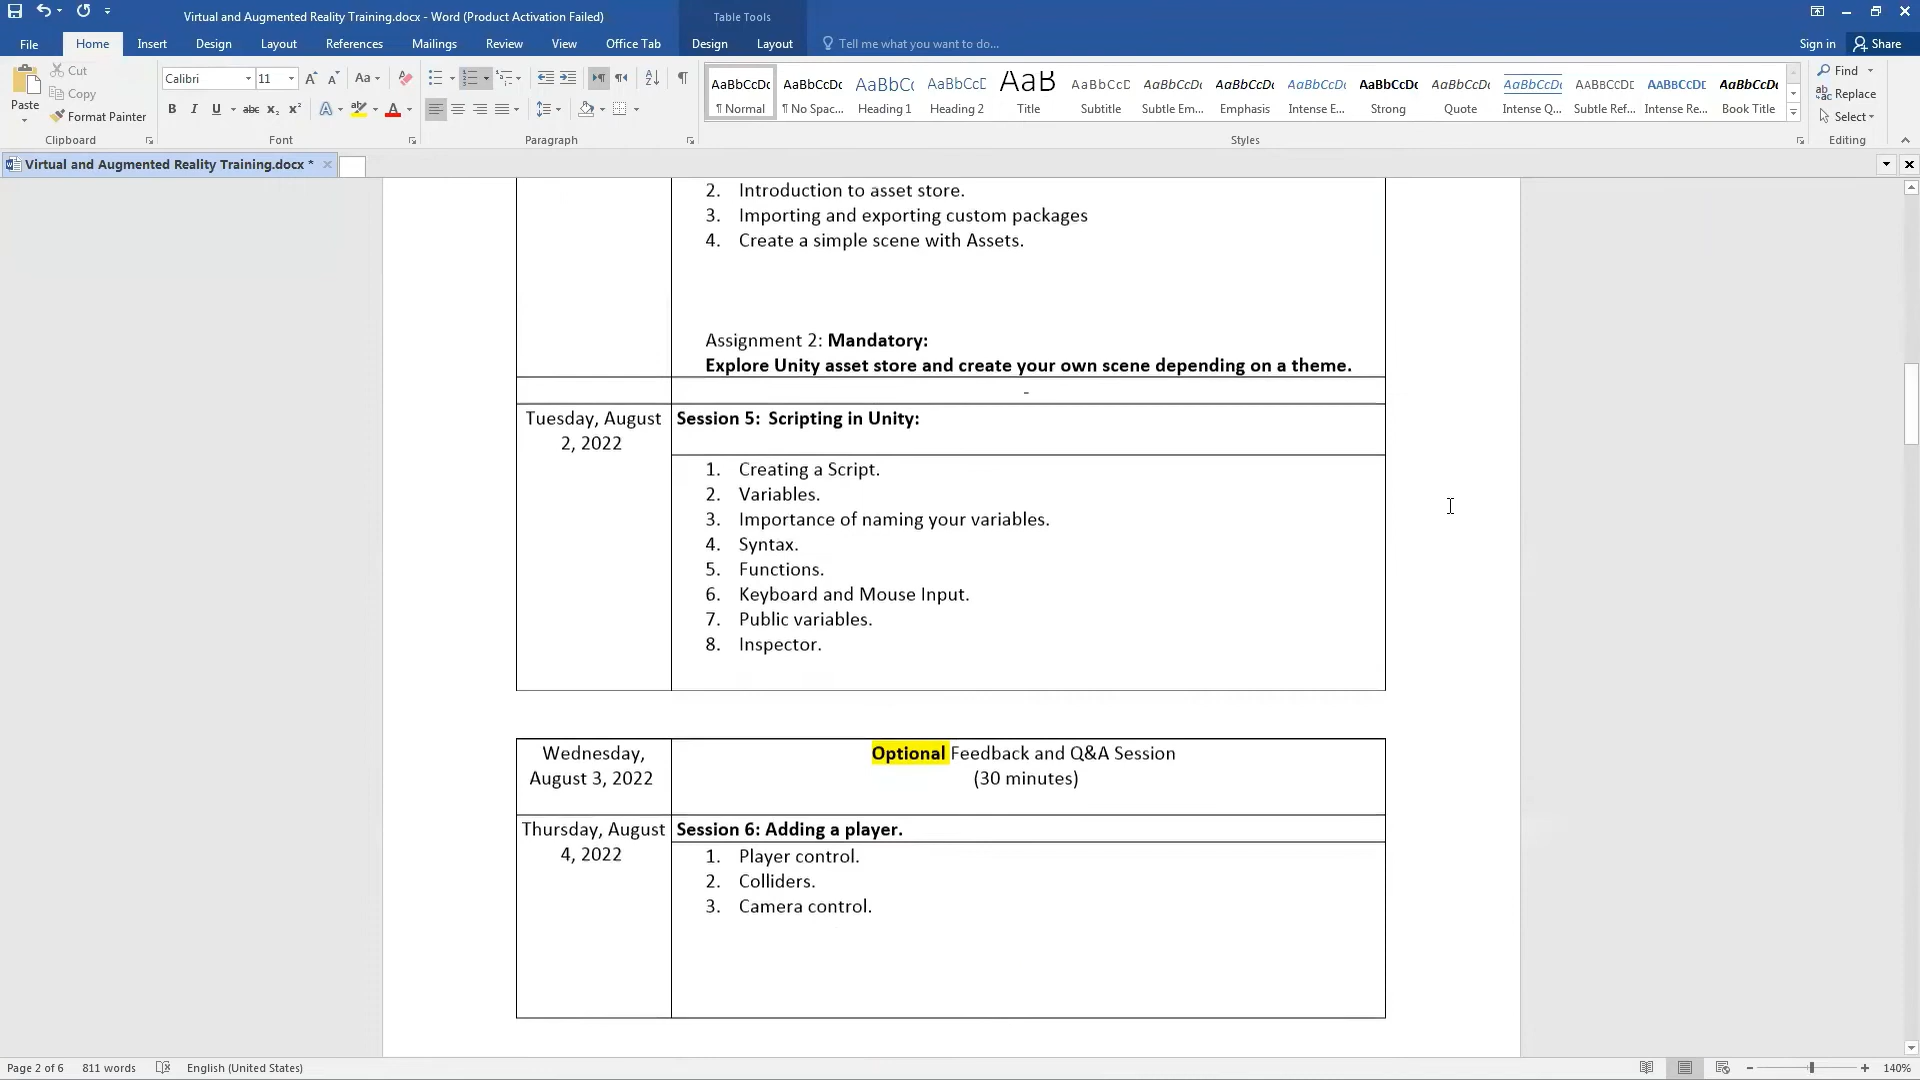 Virtual and Augmented Reality Training.docx - Word (Product Activation Failed)
Table Tools
File Home Insert Design Layout References Mailings Review View Office Tab Design Layout Tell me what you want to do...
Sign in Share
Paste
Cut
Copy
Format Painter
Clipboard
Calibri 11
Aa
B I U abc x₂ x²
A A
Font
Paragraph
AaBbCcDc AaBbCcDc AaBbCc AaBbCcE AaB AaBbCcD AaBbCcDc AaBbCcDc AaBbCcDc AaBbCcDc AaBbCcDc AaBbCcDc AABBCCDD AABBCCDD AaBbCcDc
¶ Normal ¶ No Spac... Heading 1 Heading 2 Title Subtitle Subtle Em... Emphasis Intense E... Strong Quote Intense Q... Subtle Ref... Intense Re... Book Title
Styles
Find
Replace
Select
Editing
Virtual and Augmented Reality Training.docx *
2. Introduction to asset store.
3. Importing and exporting custom packages
4. Create a simple scene with Assets.
Assignment 2: Mandatory:
Explore Unity asset store and create your own scene depending on a theme.
-
Tuesday, August
2, 2022
Session 5: Scripting in Unity:
1. Creating a Script.
2. Variables.
3. Importance of naming your variables.
4. Syntax.
5. Functions.
6. Keyboard and Mouse Input.
7. Public variables.
8. Inspector.
Wednesday,
August 3, 2022
Optional Feedback and Q&A Session
(30 minutes)
Thursday, August
4, 2022
Session 6: Adding a player.
1. Player control.
2. Colliders.
3. Camera control.
Page 2 of 6 811 words English (United States)
140%